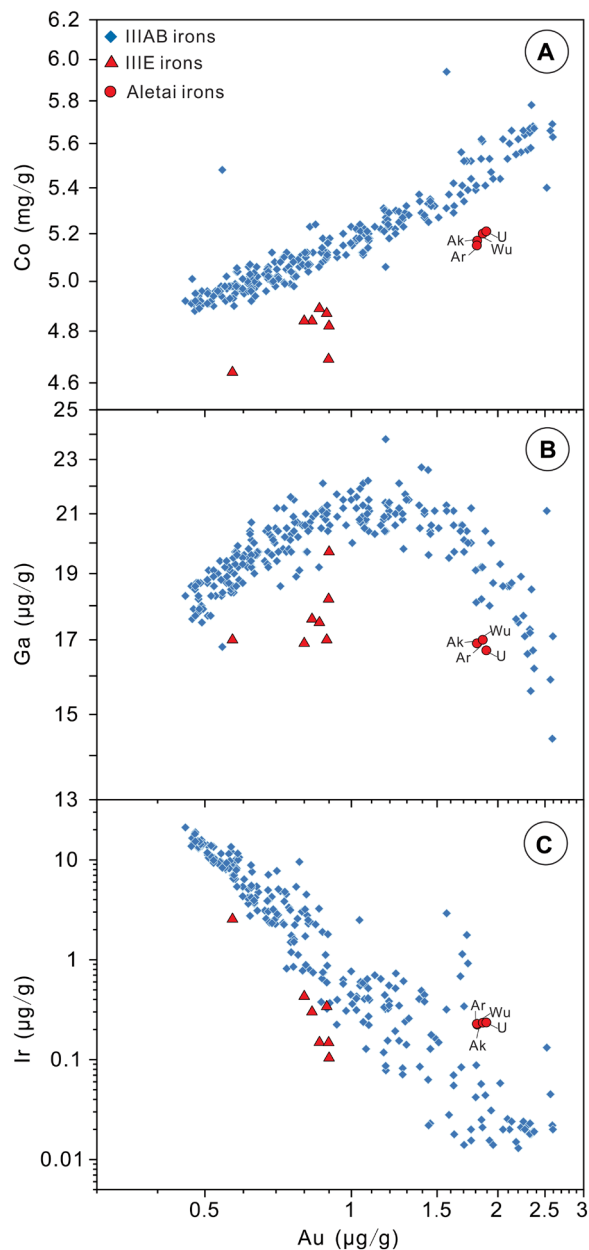 A
IIIAB irons
IIIE irons
Aletai irons
Co (mg/g)
6.2
6.0
5.8
5.6
5.4
5.2
5.0
4.8
4.6
Ak
U
Wu
Ar
B
Ga (μg/g)
25
23
21
19
17
15
13
Wu
Ak
Ar
U
C
Ir (μg/g)
10
1
0.1
0.01
Ar
Wu
U
Ak
0.5
1
1.5
2
2.5
3
Au (μg/g)